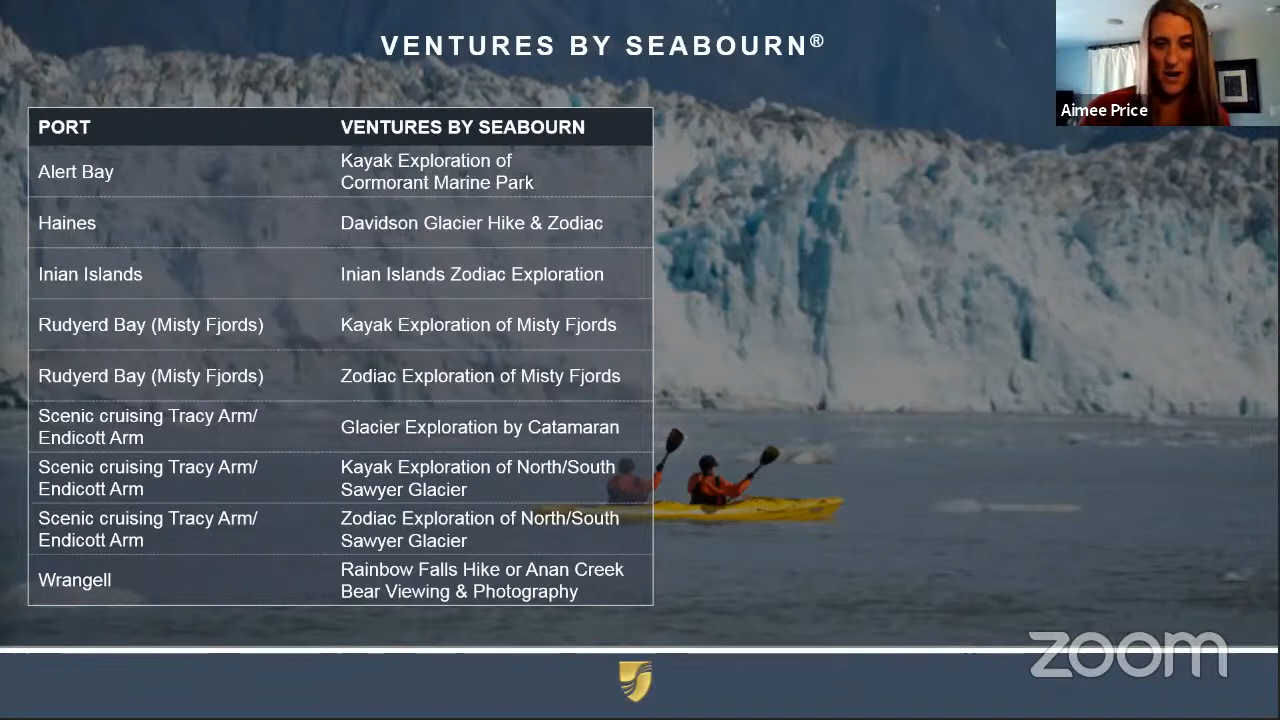 VENTURES BY SEABOURN®
Aimee Price
PORT VENTURES BY SEABOURN
Alert Bay
Kayak Exploration of
Cormorant Marine Park
Haines
Davidson Glacier Hike & Zodiac
Inian Islands
Inian Islands Zodiac Exploration
Rudyerd Bay (Misty Fjords)
Kayak Exploration of Misty Fjords
Rudyerd Bay (Misty Fjords)
Zodiac Exploration of Misty Fjords
Scenic cruising Tracy Arm/
Endicott Arm
Glacier Exploration by Catamaran
Scenic cruising Tracy Arm/
Endicott Arm
Kayak Exploration of North/South
Sawyer Glacier
Scenic cruising Tracy Arm/
Endicott Arm
Zodiac Exploration of North/South
Sawyer Glacier
Wrangell
Rainbow Falls Hike or Anan Creek
Bear Viewing & Photography
zoom